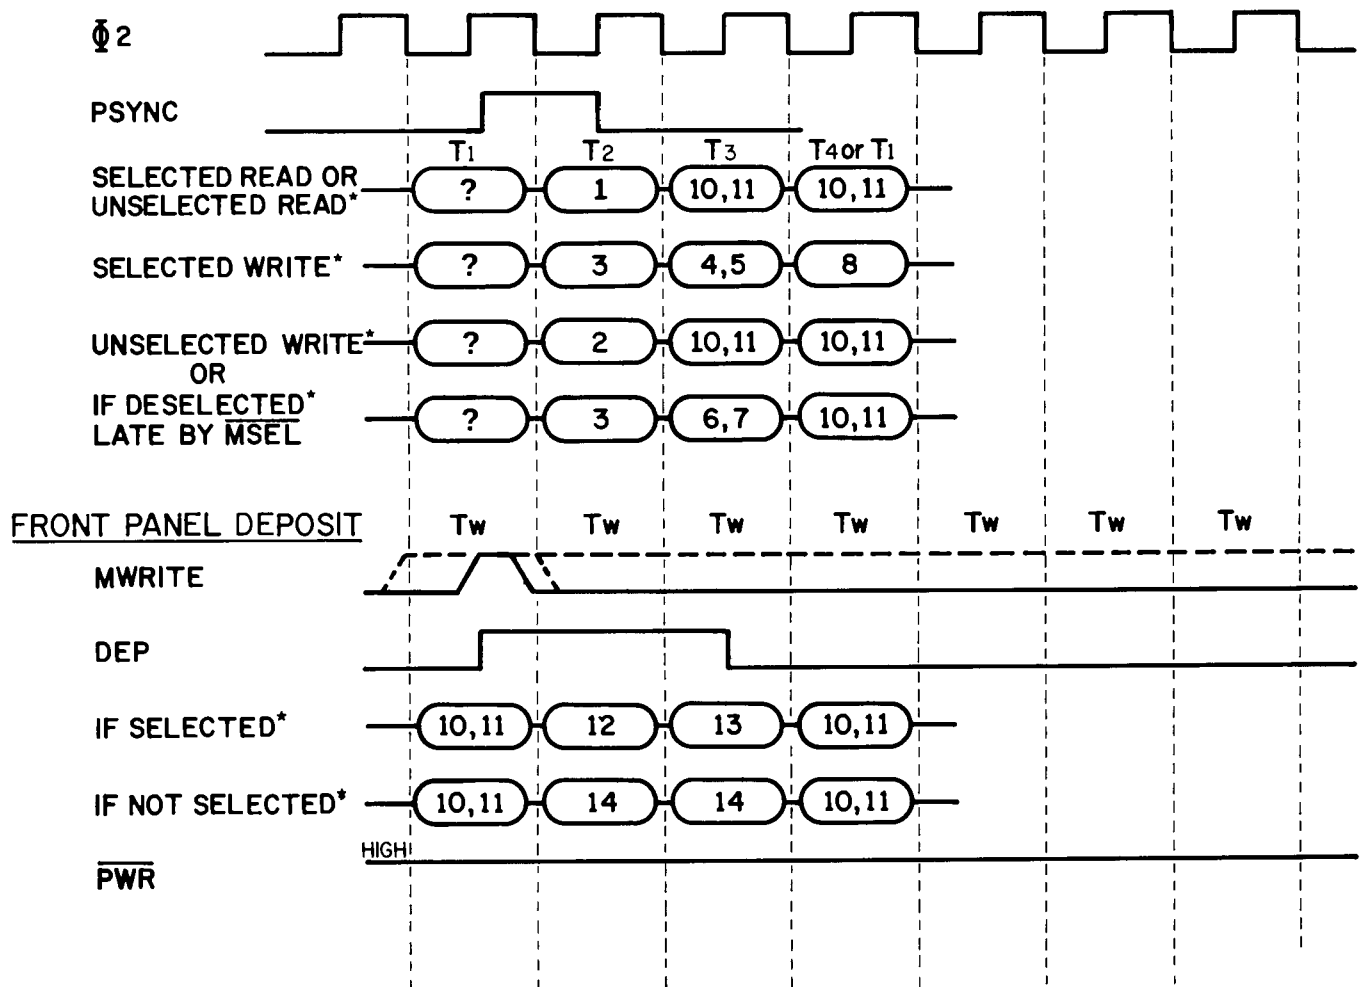 Φ2
PSYNC
T1 T2 T3 T4 or T1
SELECTED READ OR
UNSELECTED READ*
? 1 10,11 10,11
SELECTED WRITE* ? 3 4,5 8
UNSELECTED WRITE* ? 2 10,11 10,11
OR
IF DESELECTED*
LATE BY M̅S̅E̅L̅
? 3 6,7 10,11
FRONT PANEL DEPOSIT Tw Tw Tw Tw Tw Tw Tw
MWRITE
DEP
IF SELECTED* 10,11 12 13 10,11
IF NOT SELECTED* 10,11 14 14 10,11
HIGH
P̅W̅R̅